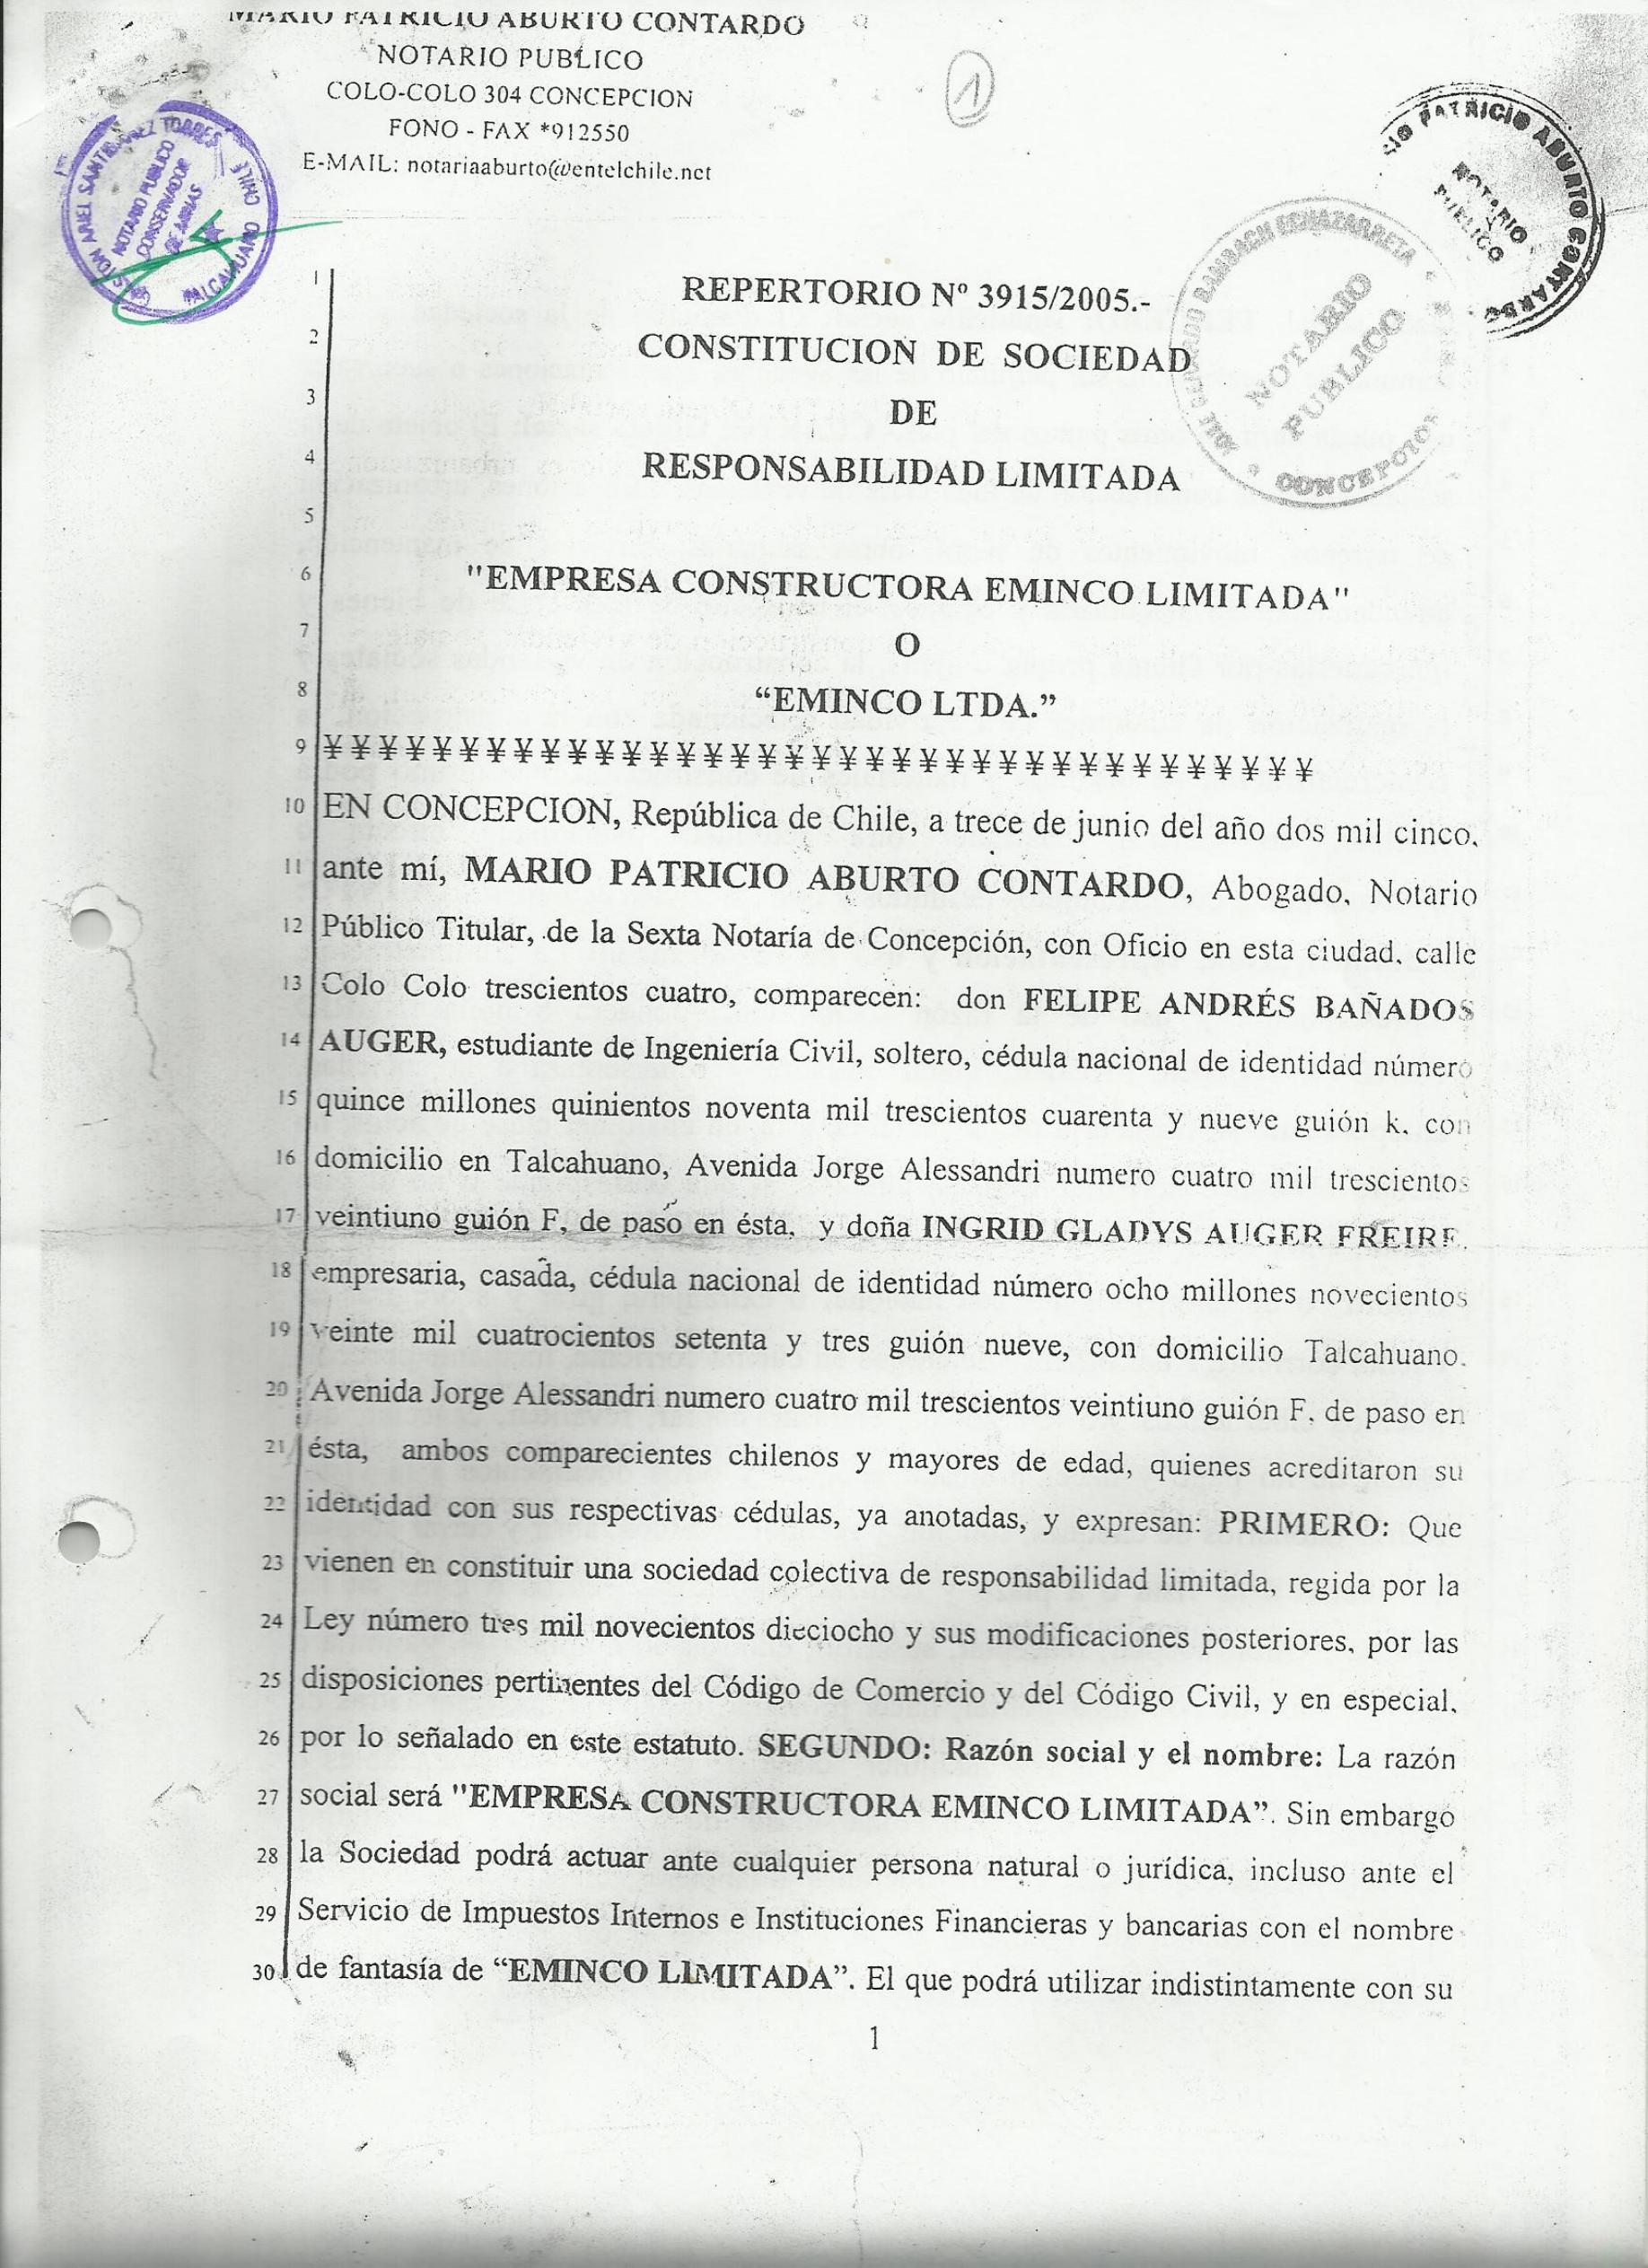 MARIO PATRICIO ABURTO CONTARDO
NOTARIO PUBLICO
COLO-COLO 304 CONCEPCION
FONO - FAX *912550
E-MAIL: notariaaburto@entelchile.net
1
NOTARIO PUBLICO
CONSERVADOR
DE MINAS
TALCAHUANO CHILE
PATRICIO ABURTO CONTARDO
NOTARIO
PUBLICO
BAMBACH ECHAZARRETA
NOTARIO
PUBLICO
CONCEPCION
1 REPERTORIO Nº 3915/2005.-
2 CONSTITUCION DE SOCIEDAD
3 DE
4 RESPONSABILIDAD LIMITADA
5
6 "EMPRESA CONSTRUCTORA EMINCO LIMITADA"
7 O
8 “EMINCO LTDA.”
9 ¥¥¥¥¥¥¥¥¥¥¥¥¥¥¥¥¥¥¥¥¥¥¥¥¥¥¥¥¥¥¥¥¥¥¥¥¥
10 EN CONCEPCION, República de Chile, a trece de junio del año dos mil cinco,
11 ante mí, MARIO PATRICIO ABURTO CONTARDO, Abogado, Notario
12 Público Titular, de la Sexta Notaría de Concepción, con Oficio en esta ciudad, calle
13 Colo Colo trescientos cuatro, comparecen: don FELIPE ANDRÉS BAÑADOS
14 AUGER, estudiante de Ingeniería Civil, soltero, cédula nacional de identidad número
15 quince millones quinientos noventa mil trescientos cuarenta y nueve guión k, con
16 domicilio en Talcahuano, Avenida Jorge Alessandri numero cuatro mil trescientos
17 veintiuno guión F, de paso en ésta, y doña INGRID GLADYS AUGER FREIRE,
18 empresaria, casada, cédula nacional de identidad número ocho millones novecientos
19 veinte mil cuatrocientos setenta y tres guión nueve, con domicilio Talcahuano,
20 Avenida Jorge Alessandri numero cuatro mil trescientos veintiuno guión F, de paso en
21 ésta, ambos comparecientes chilenos y mayores de edad, quienes acreditaron su
22 identidad con sus respectivas cédulas, ya anotadas, y expresan: PRIMERO: Que
23 vienen en constituir una sociedad colectiva de responsabilidad limitada, regida por la
24 Ley número tres mil novecientos dieciocho y sus modificaciones posteriores, por las
25 disposiciones pertinentes del Código de Comercio y del Código Civil, y en especial,
26 por lo señalado en este estatuto. SEGUNDO: Razón social y el nombre: La razón
27 social será "EMPRESA CONSTRUCTORA EMINCO LIMITADA”. Sin embargo
28 la Sociedad podrá actuar ante cualquier persona natural o jurídica, incluso ante el
29 Servicio de Impuestos Internos e Instituciones Financieras y bancarias con el nombre
30 de fantasía de “EMINCO LIMITADA”. El que podrá utilizar indistintamente con su
1